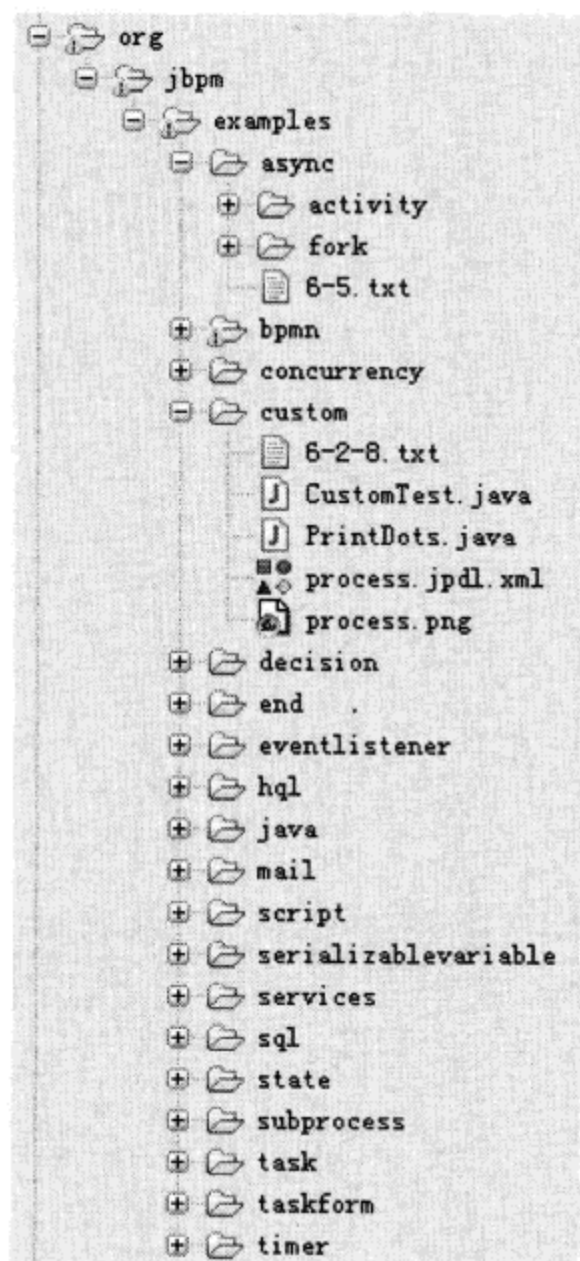 org
jbpm
examples
async
activity
fork
6-5.txt
bpmn
concurrency
custom
6-2-8.txt
CustomTest.java
PrintDots.java
process.jpdl.xml
process.png
decision
end
eventlistener
hql
java
mail
script
serializablevariable
services
sql
state
subprocess
task
taskform
timer